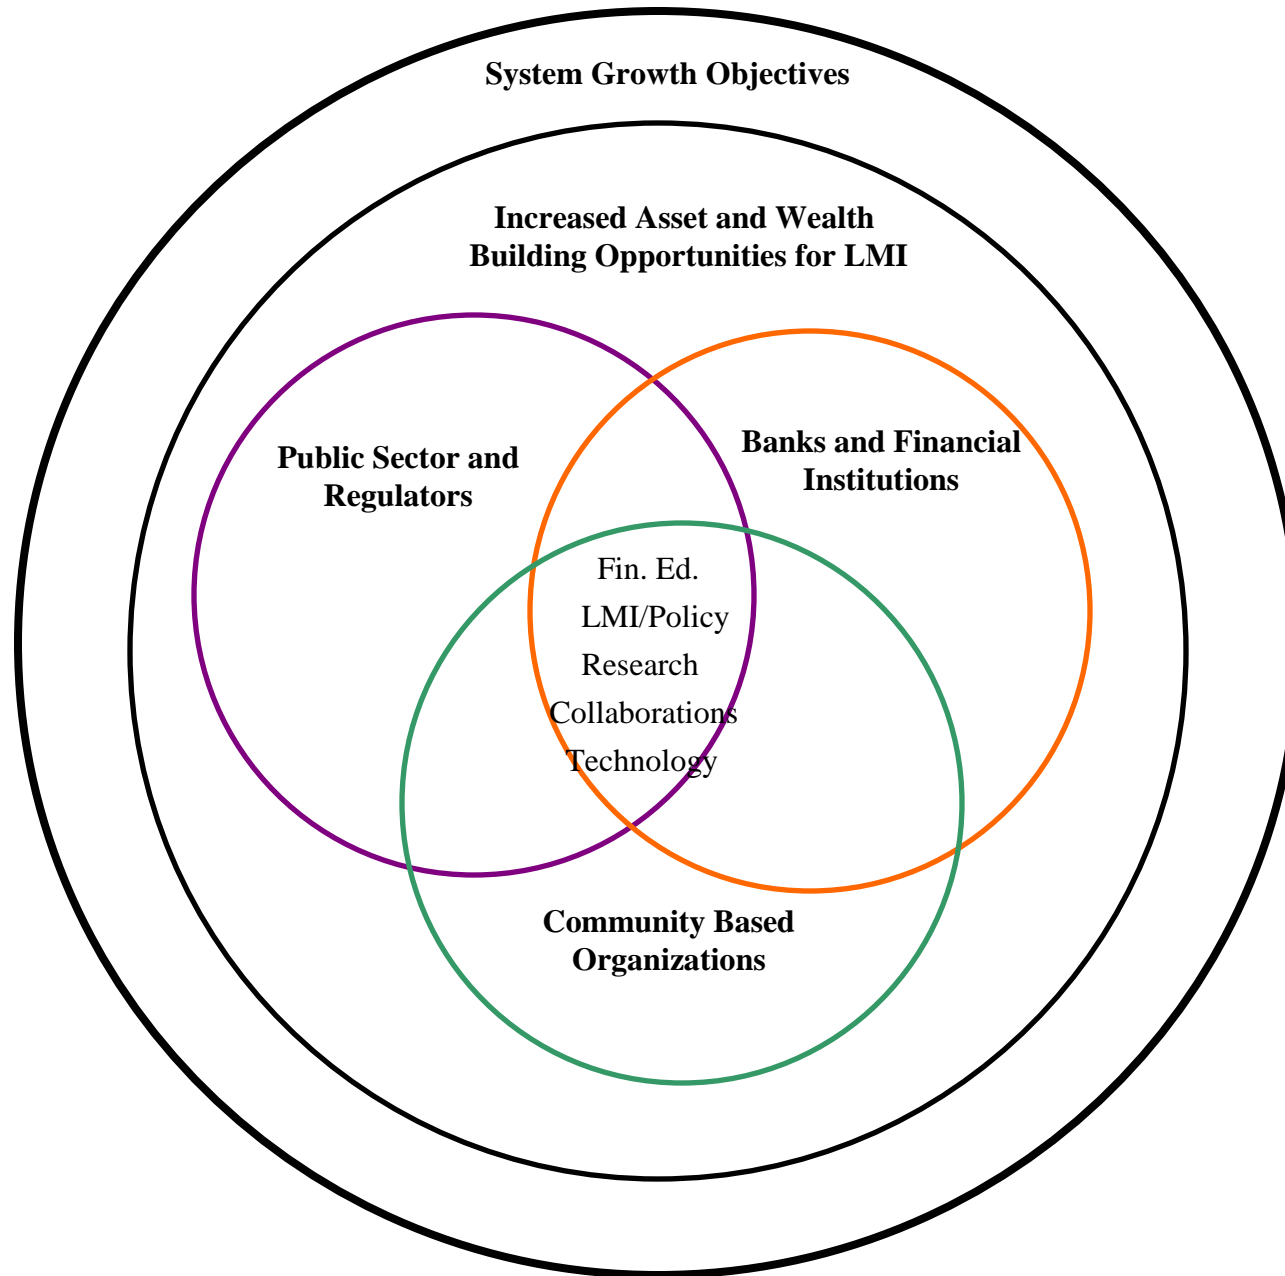 System Growth Objectives
Increased Asset and Wealth
Building Opportunities for LMI
Public Sector and
Regulators
Banks and Financial
Institutions
Fin. Ed.
LMI/Policy
Research
Collaborations
Technology
Community Based
Organizations